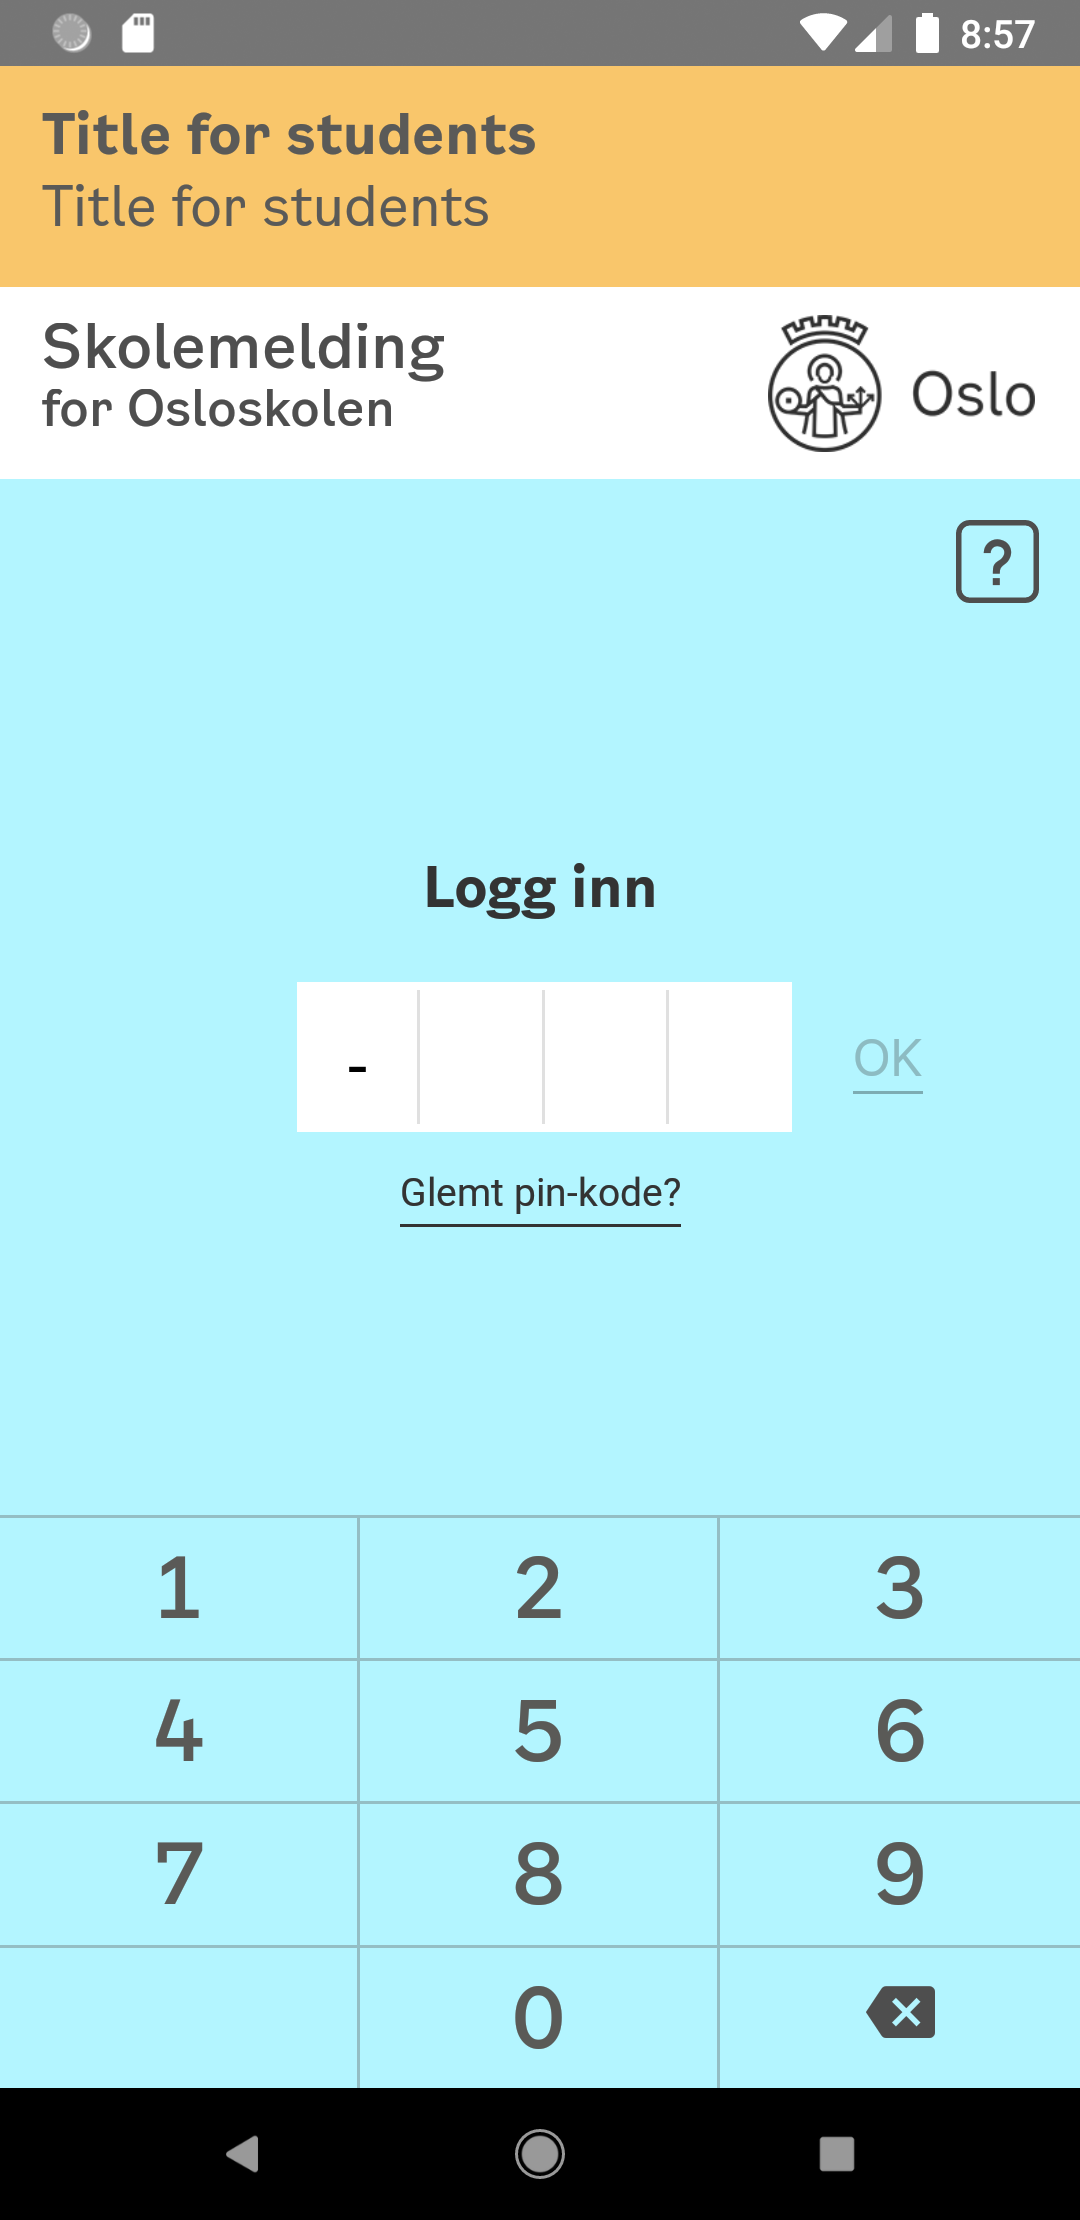 8:57
Title for students
Title for students
Skolemelding
for Osloskolen
Oslo
?
Logg inn
-
OK
Glemt pin-kode?
1 2 3
4 5 6
7 8 9
0